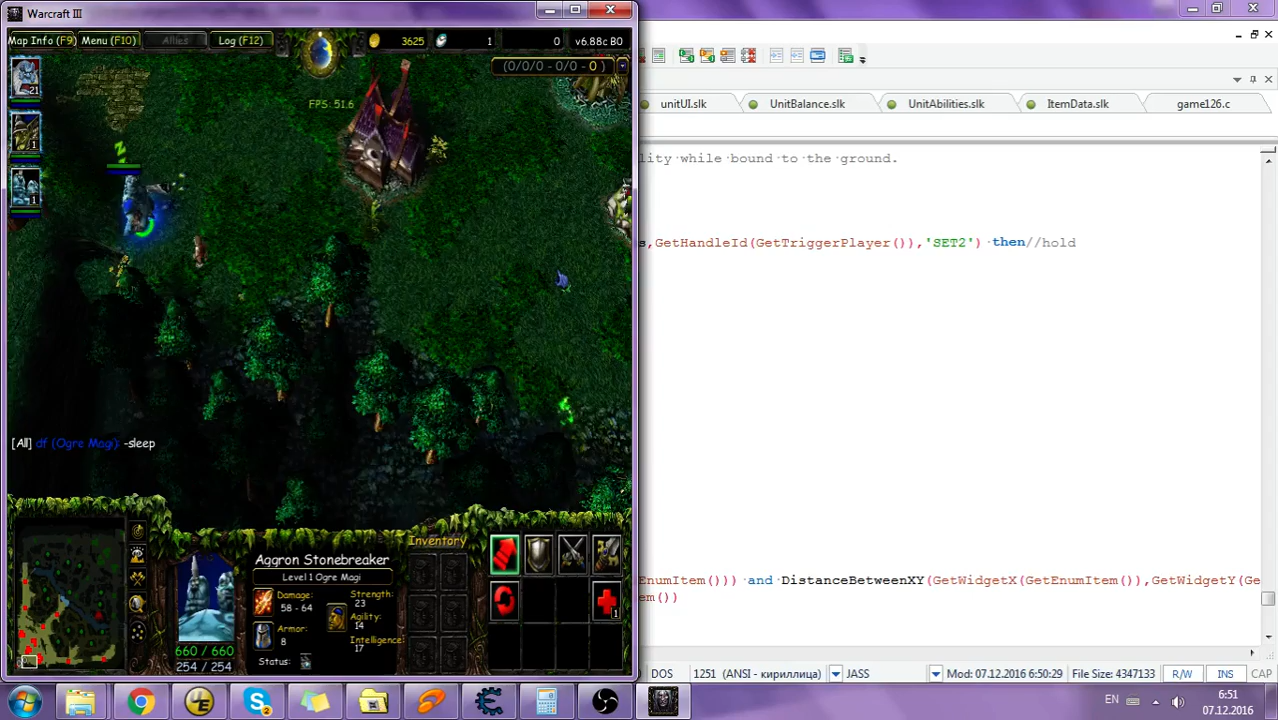 Warcraft III
Map Info (F9)
Menu (F10)
Allies
Log (F12)
3625
1
0
v6.88c B0
(0/0/0 - 0/0 - 0 )
FPS: 51,6
21
1
1
[All] df (Ogre Magi): -sleep
Aggron Stonebreaker
Level 1 Ogre Magi
Damage:
58 - 64
Armor:
8
Status:
Strength:
23
Agility:
14
Intelligence:
17
660 / 660
254 / 254
Inventory
1
unitUI.slk
UnitBalance.slk
UnitAbilities.slk
ItemData.slk
game126.c
lity while bound to the ground.
s,GetHandleId(GetTriggerPlayer()),'SET2') then//hold
EnumItem())) and DistanceBetweenXY(GetWidgetX(GetEnumItem()),GetWidgetY(Ge
em())
DOS
1251 (ANSI - кириллица)
JASS
Mod: 07.12.2016 6:50:29
File Size: 4347133
R/W
INS
CAP
2
EN
6:51
07.12.2016